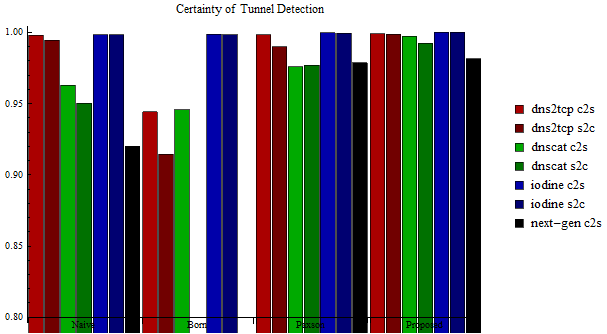 Certainty of Tunnel Detection
1.00
0.95
0.90
0.85
0.80
dns2tcp c2s
dns2tcp s2c
dnscat c2s
dnscat s2c
iodine c2s
iodine s2c
next-gen c2s